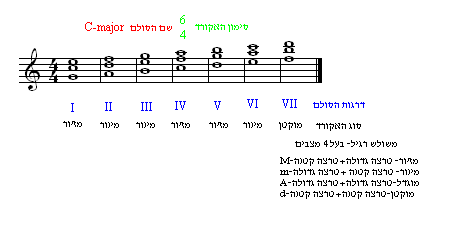 C-major שם הסולם 6 4 סימון האקורד
4 4
I II III IV V VI VII דרגות הסולם
מז'ור מינור מינור מז'ור מז'ור מינור מוקטן סוג האקורד
משולש רגיל- בעל 4 מצבים
M-מז'ור- טרצה גדולה+טרצה קטנה
m-מינור- טרצה קטנה +טרצה גדולה
A-מוגדל-טרצה גדולה+טרצה גדולה
d-מוקטן-טרצה קטנה+טרצה קטנה